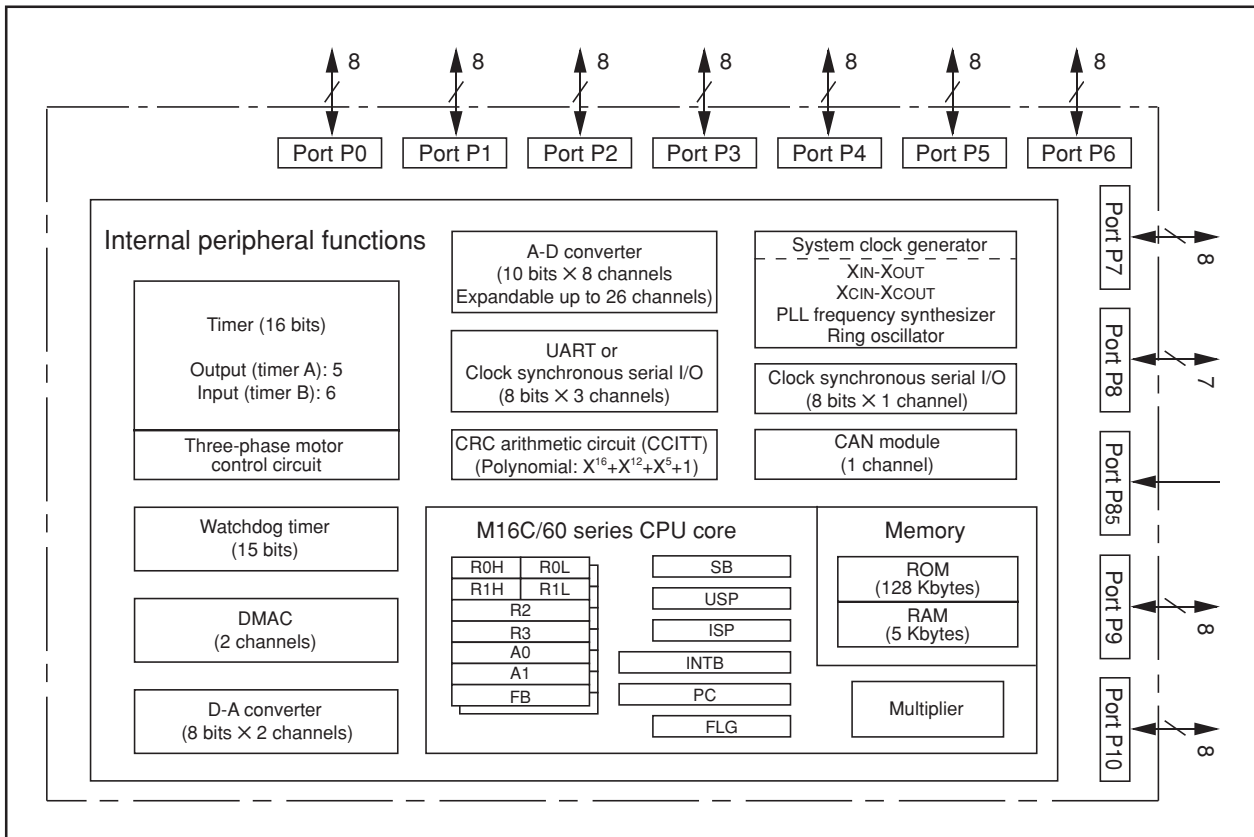 8 8 8 8 8 8 8
Port P0 Port P1 Port P2 Port P3 Port P4 Port P5 Port P6
Internal peripheral functions
Timer (16 bits)
Output (timer A): 5
Input (timer B): 6
Three-phase motor
control circuit
Watchdog timer
(15 bits)
DMAC
(2 channels)
D-A converter
(8 bits × 2 channels)
A-D converter
(10 bits × 8 channels
Expandable up to 26 channels)
UART or
Clock synchronous serial I/O
(8 bits × 3 channels)
CRC arithmetic circuit (CCITT)
(Polynomial: X¹⁶+X¹²+X⁵+1)
System clock generator
XIN-XOUT
XCIN-XCOUT
PLL frequency synthesizer
Ring oscillator
Clock synchronous serial I/O
(8 bits × 1 channel)
CAN module
(1 channel)
M16C/60 series CPU core
R0H R0L
R1H R1L
R2
R3
A0
A1
FB
SB
USP
ISP
INTB
PC
FLG
Memory
ROM
(128 Kbytes)
RAM
(5 Kbytes)
Multiplier
Port P7
8
Port P8
7
Port P85
Port P9
8
Port P10
8